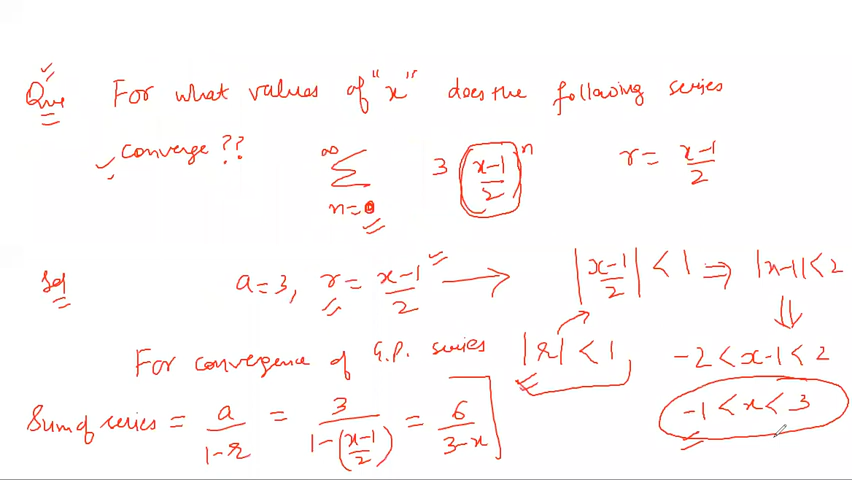 Que For what values of "x" does the following series
converge ??
∞ ∑ n=0 3 (x-1/2)^n r = x-1/2
Sol a=3, r = x-1/2 → |x-1/2| < 1 ⇒ |x-1| < 2
⇓
For convergence of G.P. series |r| < 1 -2 < x-1 < 2
-1 < x < 3
Sum of series = a/1-r = 3/1-(x-1/2) = 6/3-x